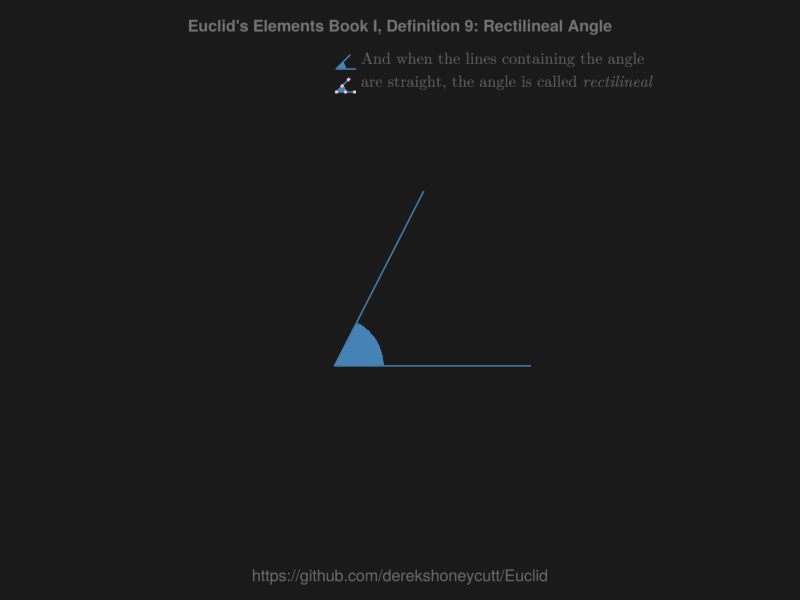 Euclid's Elements Book I, Definition 9: Rectilineal Angle
And when the lines containing the angle
are straight, the angle is called rectilineal
https://github.com/derekshoneycutt/Euclid